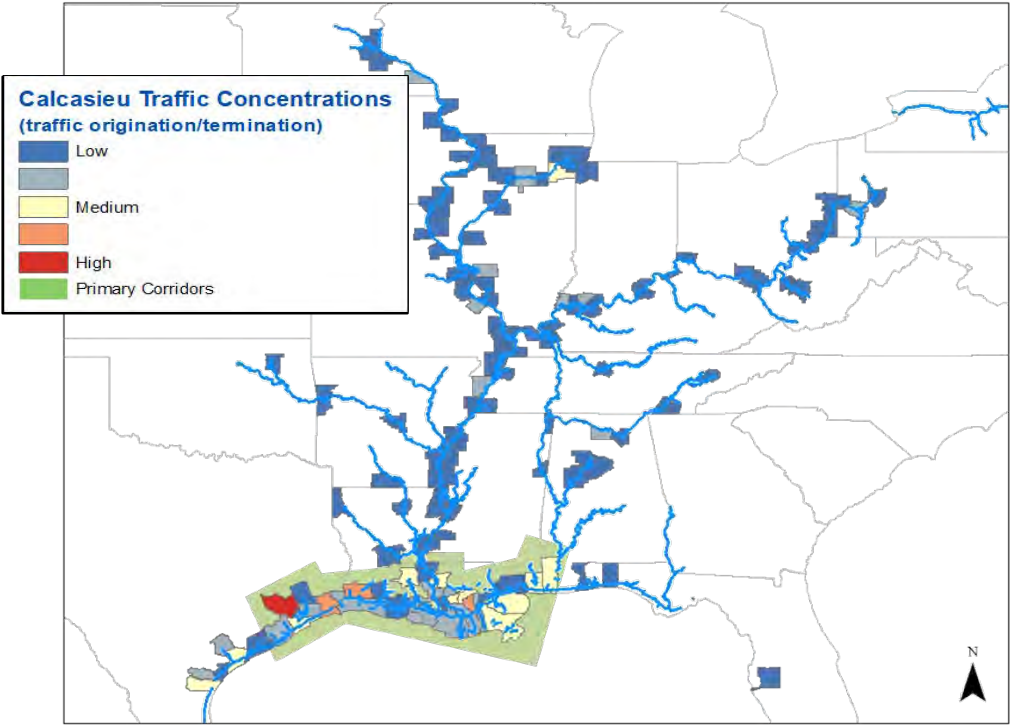 Calcasieu Traffic Concentrations
(traffic origination/termination)
Low
Medium
High
Primary Corridors
N